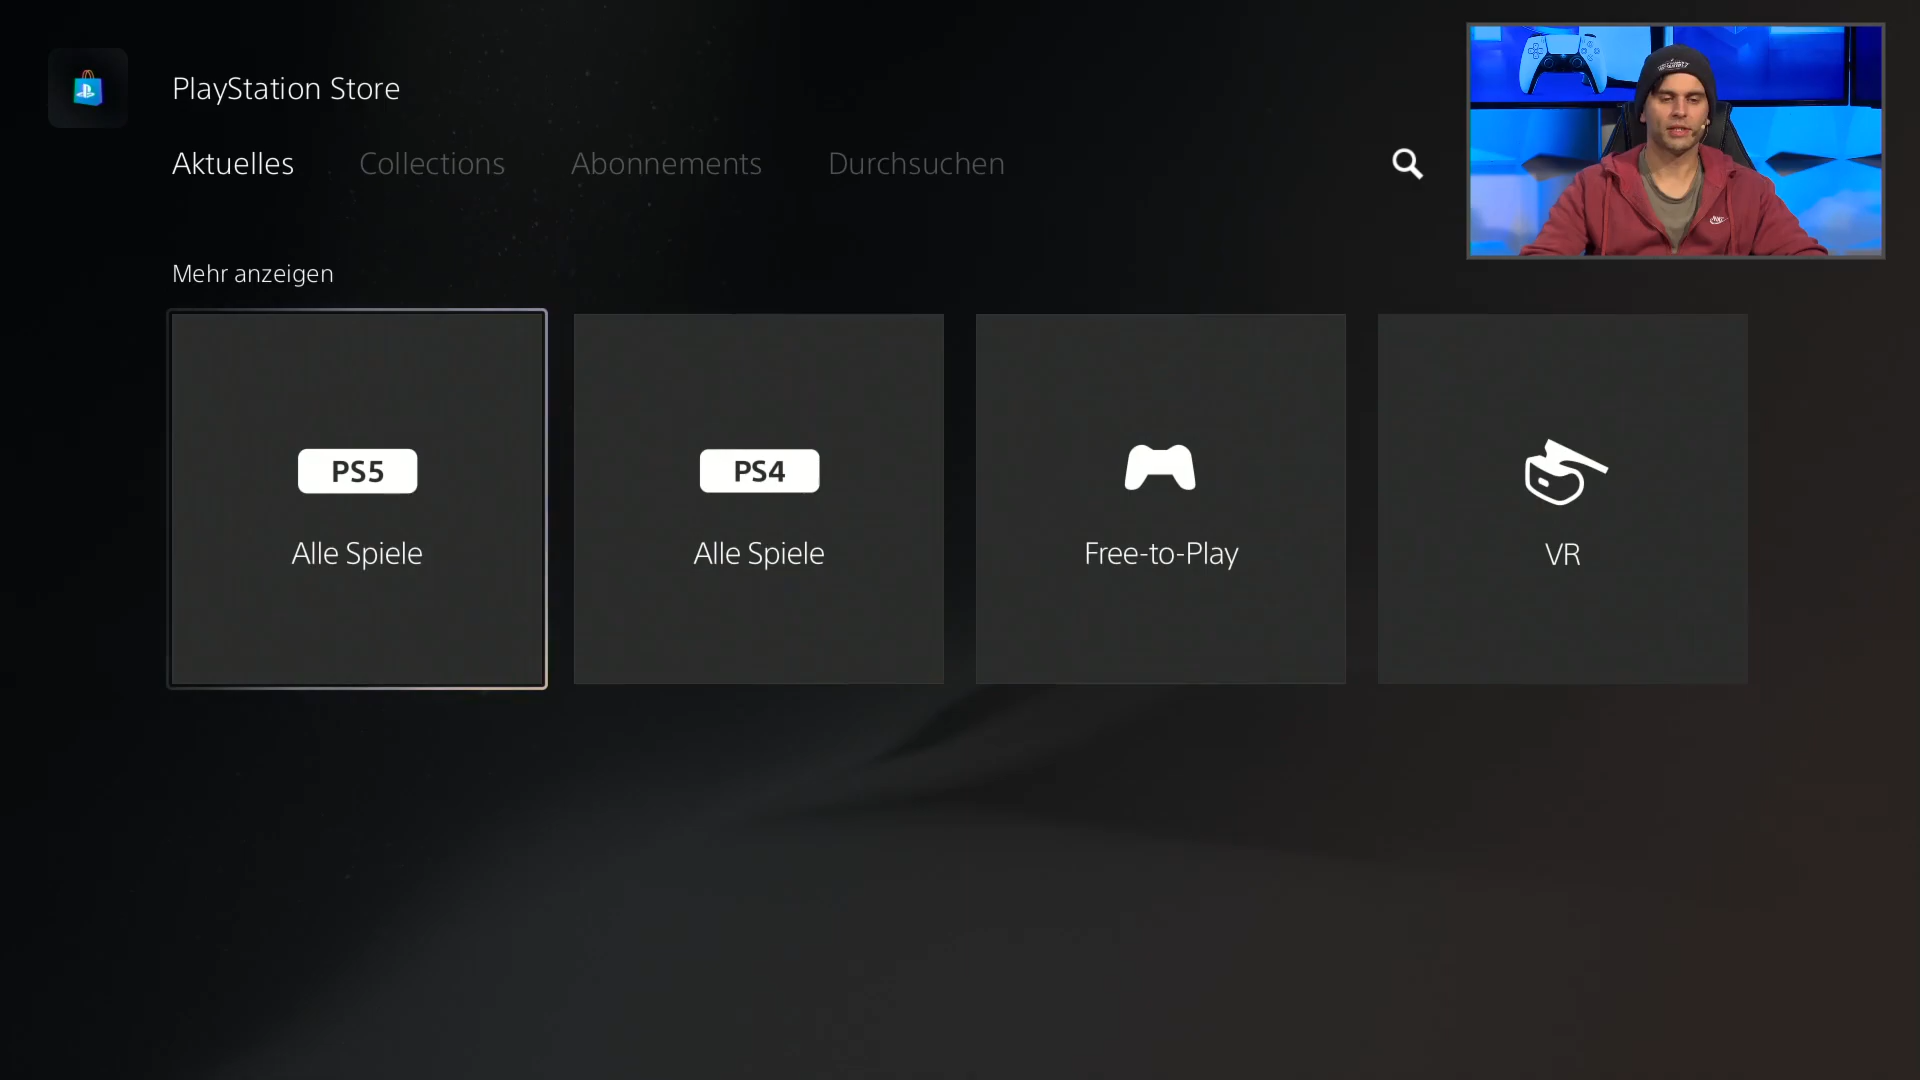 PlayStation Store
Aktuelles
Collections
Abonnements
Durchsuchen
Mehr anzeigen
PS5
Alle Spiele
PS4
Alle Spiele
Free-to-Play
VR